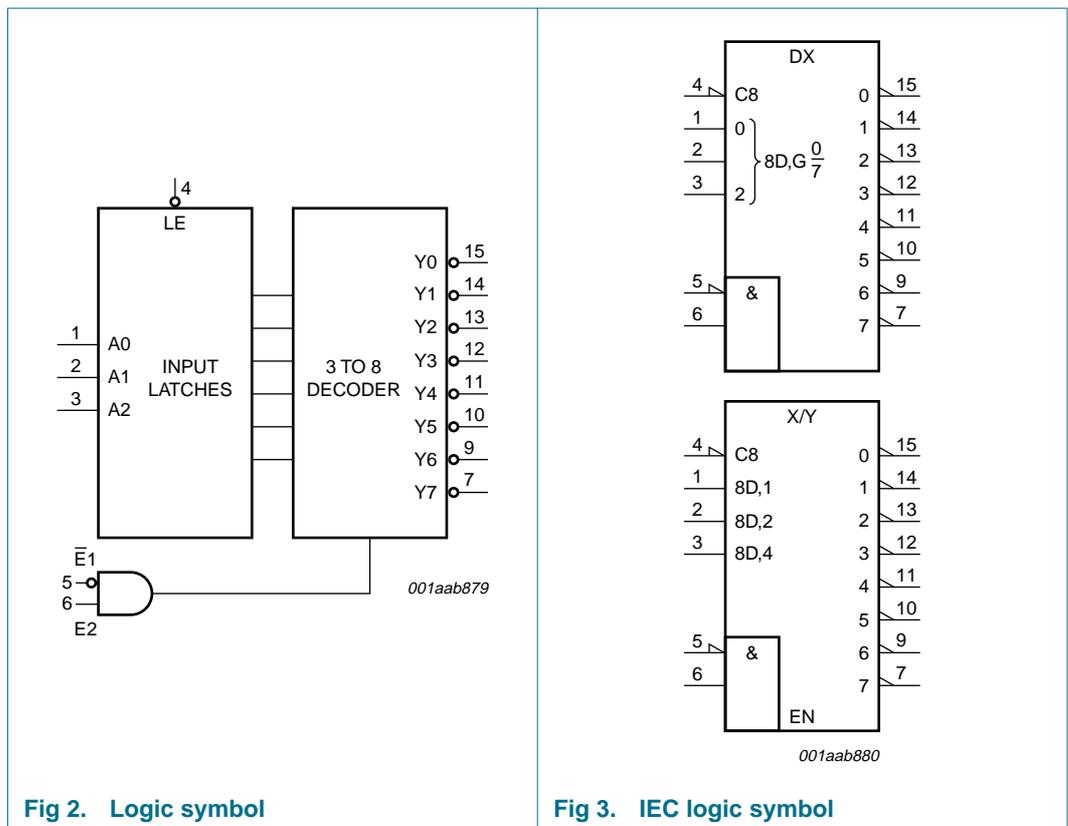 4
LE
1 A0
2 A1
3 A2
INPUT
LATCHES
3 TO 8
DECODER
Y0 15
Y1 14
Y2 13
Y3 12
Y4 11
Y5 10
Y6 9
Y7 7
E̅1
5
6
E2
001aab879
Fig 2. Logic symbol
DX
4 C8 0 15
1 0 1 14
2 8D,G 0/7 2 13
3 2 3 12
4 11
5 10
5 & 6 9
6 7 7
X/Y
4 C8 0 15
1 8D,1 1 14
2 8D,2 2 13
3 8D,4 3 12
4 11
5 10
5 & 6 9
6 7 7
EN
001aab880
Fig 3. IEC logic symbol